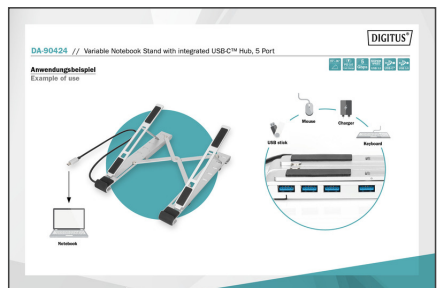 DIGITUS®
DA-90424 // Variable Notebook Stand with integrated USB-C™ Hub, 5 Port
Anwendungsbeispiel
Example of use
Mouse
Charger
USB stick
Keyboard
Notebook